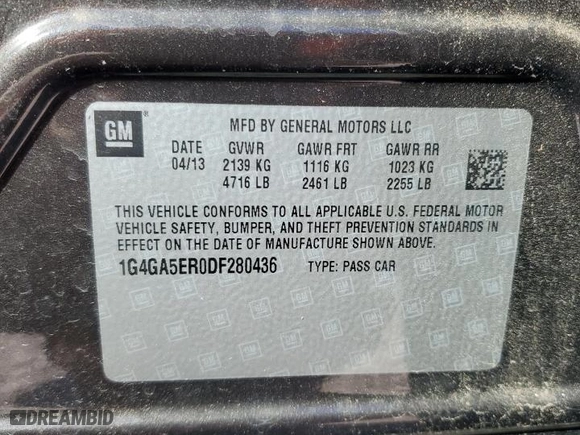 GM
®
MFD BY GENERAL MOTORS LLC
DATE GVWR GAWR FRT GAWR RR
04/13 2139 KG 1116 KG 1023 KG
4716 LB 2461 LB 2255 LB
THIS VEHICLE CONFORMS TO ALL APPLICABLE U.S. FEDERAL MOTOR
VEHICLE SAFETY, BUMPER, AND THEFT PREVENTION STANDARDS IN
EFFECT ON THE DATE OF MANUFACTURE SHOWN ABOVE.
1G4GA5ER0DF280436 TYPE: PASS CAR
DREAMBID